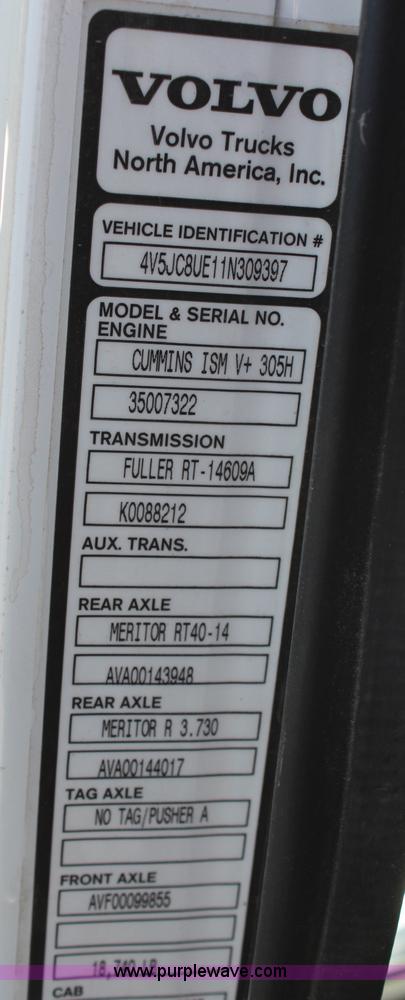 VOLVO
Volvo Trucks
North America, Inc.
VEHICLE IDENTIFICATION #
4V5JC8UE11N309397
MODEL & SERIAL NO.
ENGINE
CUMMINS ISM V+ 305H
35007322
TRANSMISSION
FULLER RT-14609A
K0088212
AUX. TRANS.
REAR AXLE
MERITOR RT40-14
AVA00143948
REAR AXLE
MERITOR R 3.730
AVA00144017
TAG AXLE
NO TAG/PUSHER A
FRONT AXLE
AVF00099855
LB
CAB
www.purplewave.com